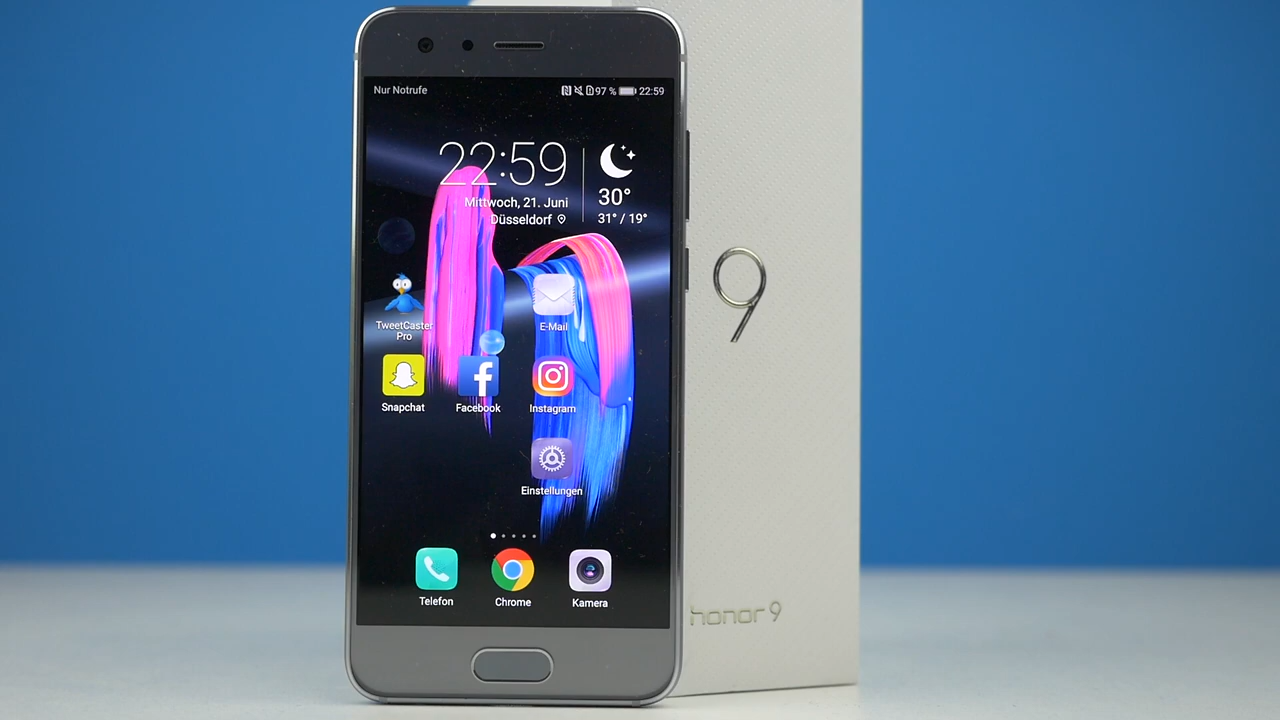 Nur Notrufe
97 % 22:59
22:59
30°
Mittwoch, 21. Juni
Düsseldorf
31° / 19°
TweetCaster
Pro
E-Mail
Snapchat
Facebook
Instagram
Einstellungen
Telefon
Chrome
Kamera
9
honor 9